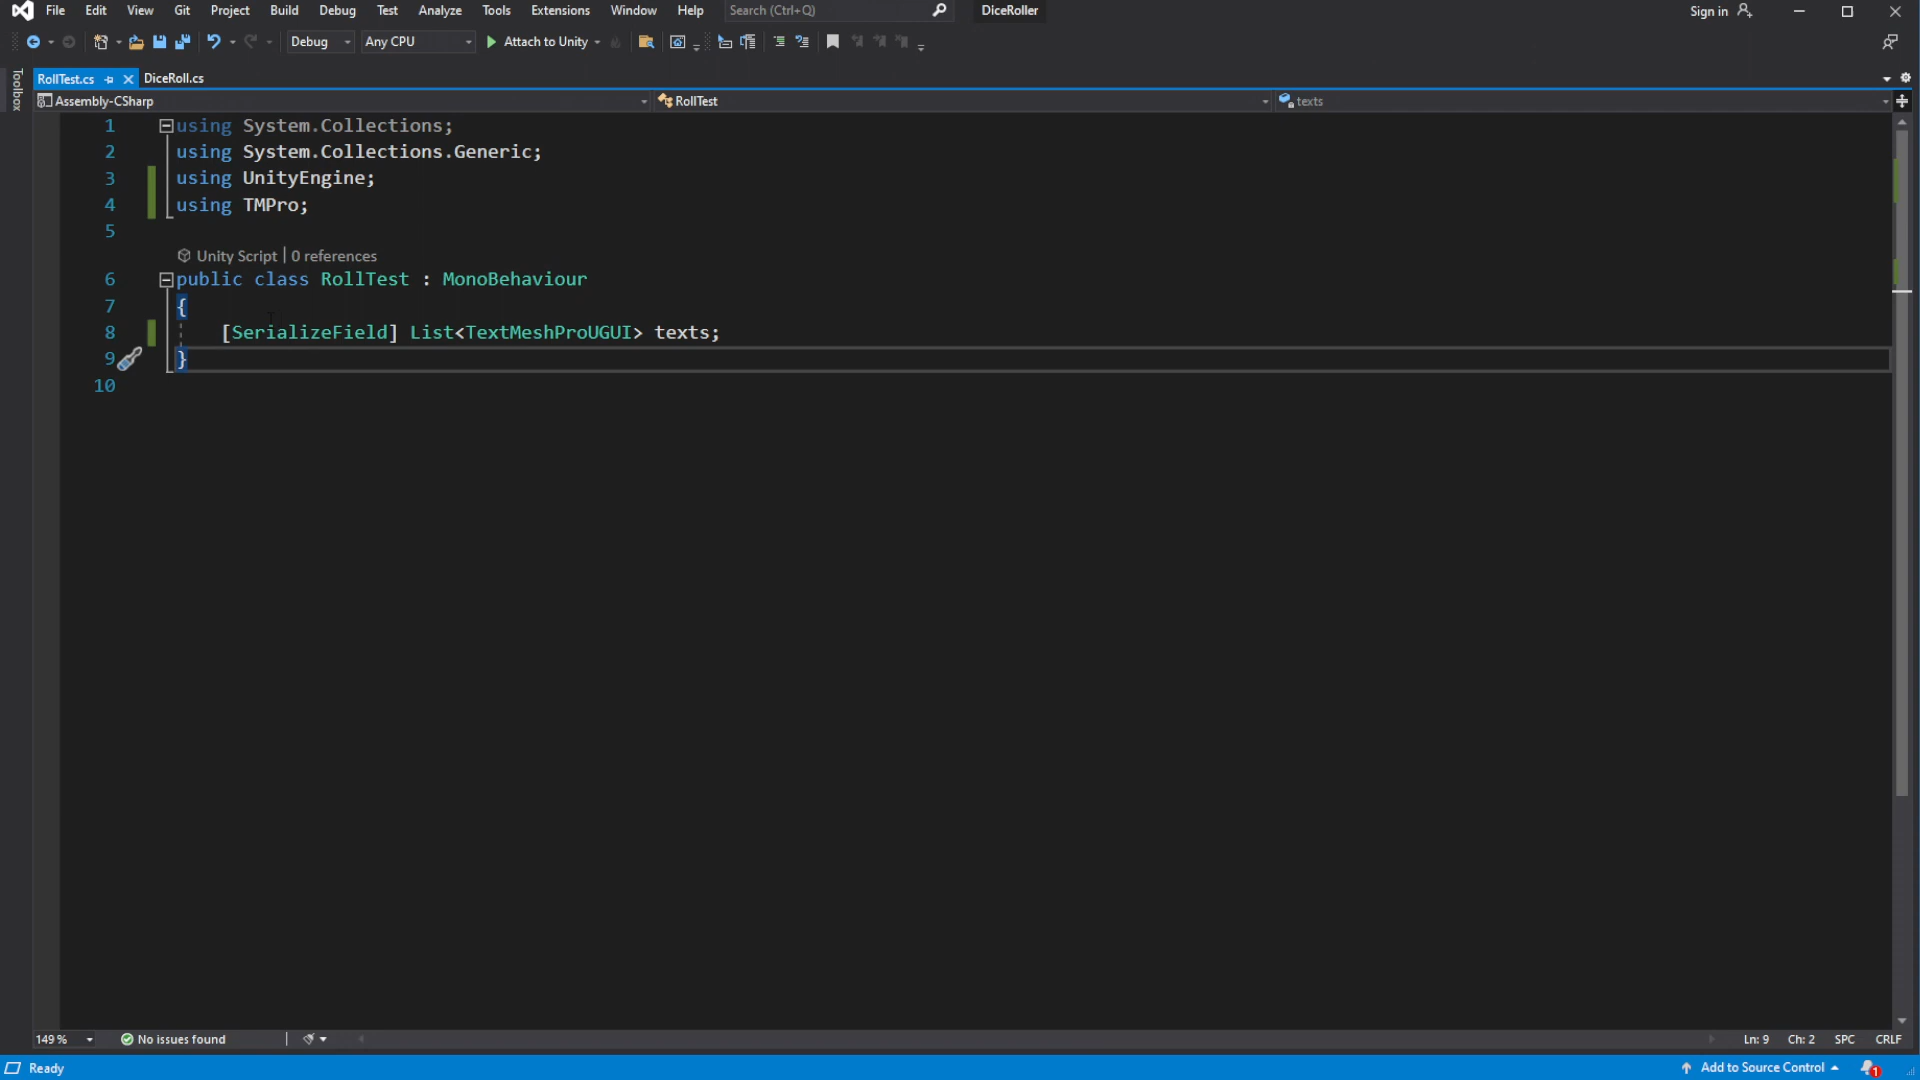 File Edit View Git Project Build Debug Test Analyze Tools Extensions Window Help Search (Ctrl+Q) DiceRoller Sign in
Debug Any CPU Attach to Unity
Toolbox
RollTest.cs DiceRoll.cs
Assembly-CSharp RollTest texts
1 using System.Collections;
2 using System.Collections.Generic;
3 using UnityEngine;
4 using TMPro;
5
Unity Script | 0 references
6 public class RollTest : MonoBehaviour
7 {
8 [SerializeField] List<TextMeshProUGUI> texts;
9 }
10
149 % No issues found Ln: 9 Ch: 2 SPC CRLF
Ready Add to Source Control 1